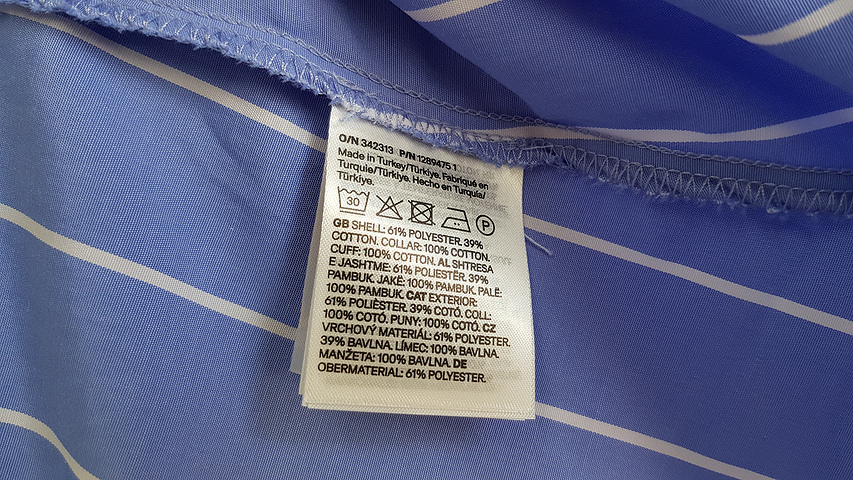 O/N 342313 P/N 1289475 1
Made in Turkey/Türkiye. Fabriqué en
Turquie/Türkiye. Hecho en Turquía/
Türkiye.
30
P
GB SHELL: 61% POLYESTER. 39%
COTTON. COLLAR: 100% COTTON.
CUFF: 100% COTTON. AL SHTRESA
E JASHTME: 61% POLIESTËR. 39%
PAMBUK. JAKË: 100% PAMBUK. PALË:
100% PAMBUK. CAT EXTERIOR:
61% POLIÈSTER. 39% COTÓ. COLL:
100% COTÓ. PUNY: 100% COTÓ. CZ
VRCHOVÝ MATERIÁL: 61% POLYESTER.
39% BAVLNA. LÍMEC: 100% BAVLNA.
MANŽETA: 100% BAVLNA. DE
OBERMATERIAL: 61% POLYESTER.